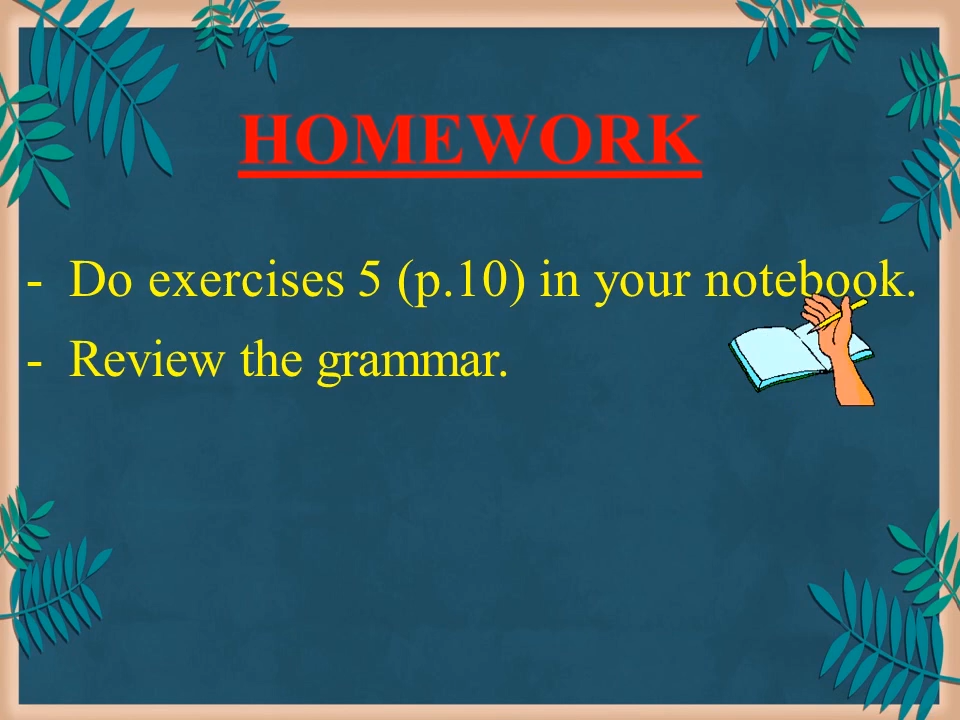 HOMEWORK
- Do exercises 5 (p.10) in your notebook.
- Review the grammar.